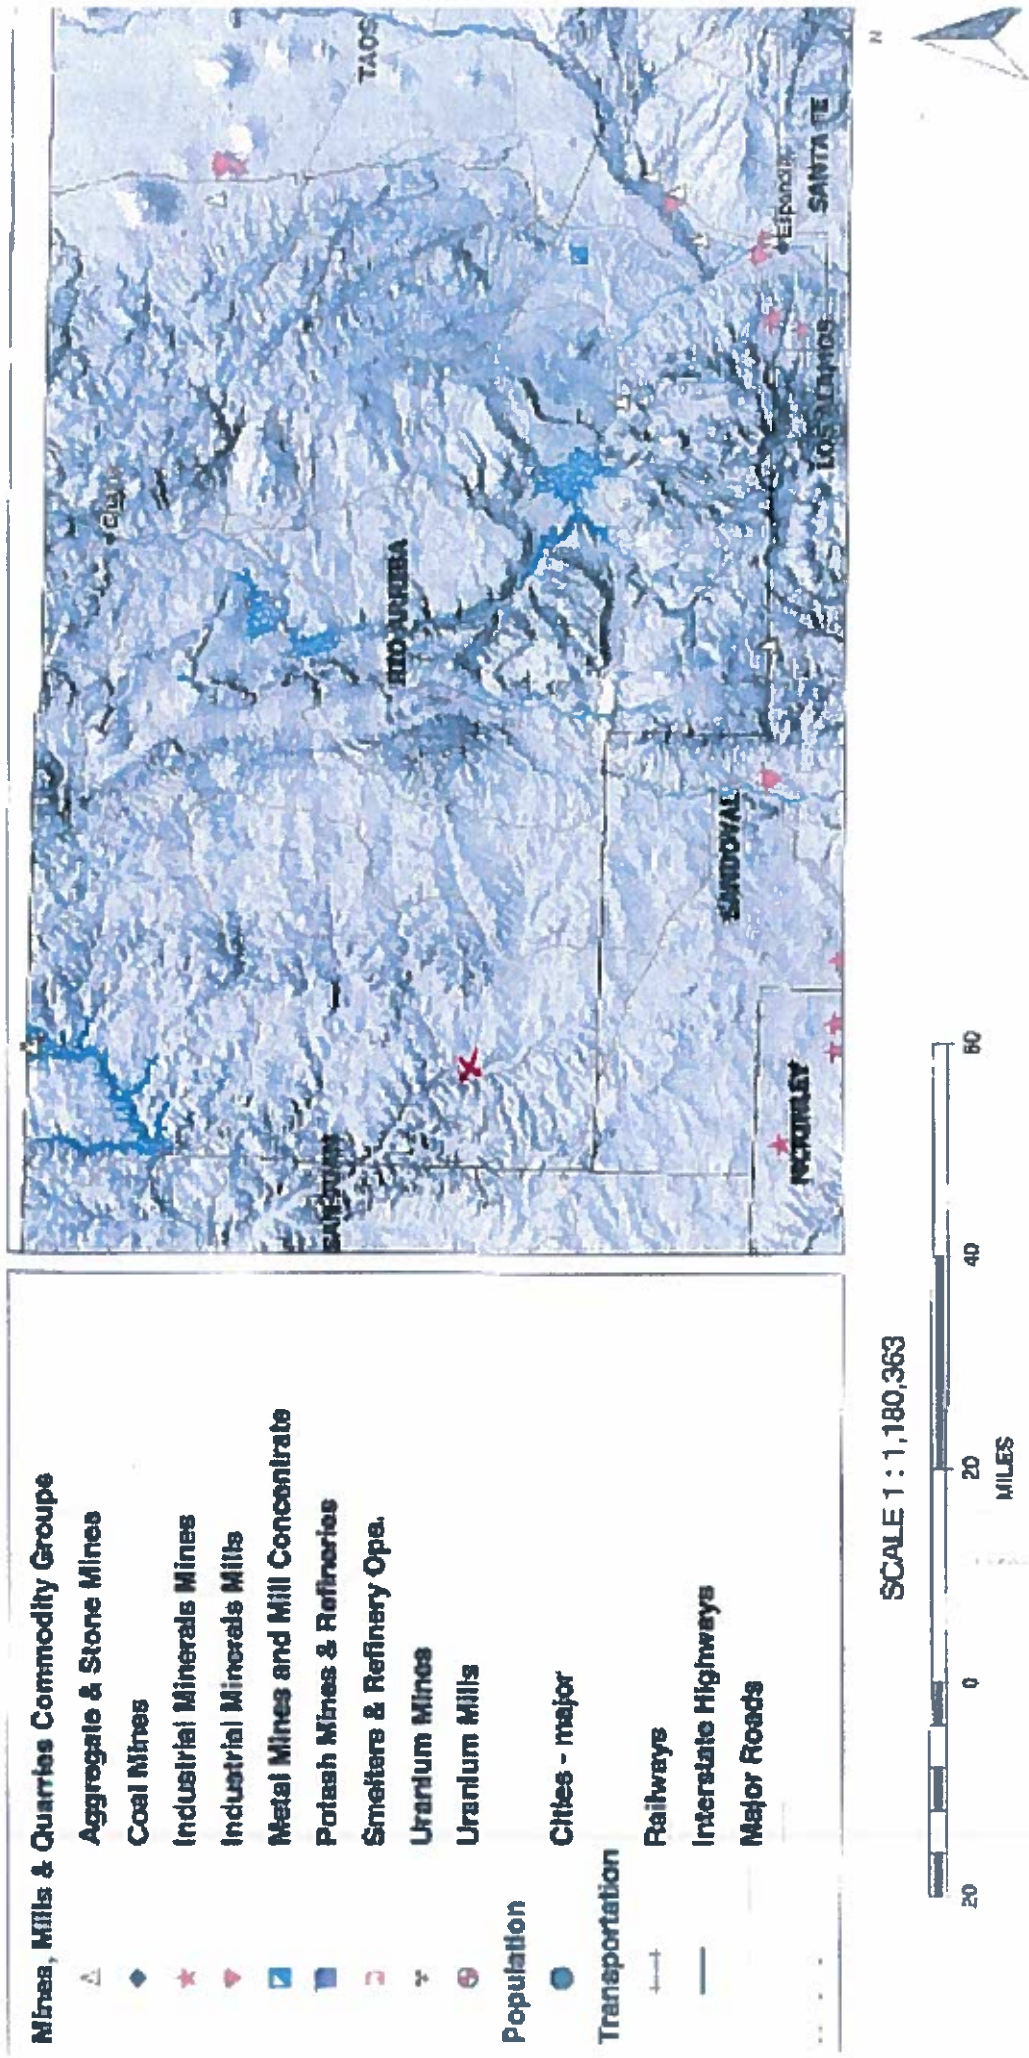 Mines, Mills & Quarries Commodity Groups
Aggregate & Stone Mines
Coal Mines
Industrial Minerals Mines
Industrial Minerals Mills
Metal Mines and Mill Concentrate
Potash Mines & Refineries
Smelters & Refinery Ops.
Uranium Mines
Uranium Mills
Population
Cities - major
Transportation
Railways
Interstate Highways
Major Roads
SAN JUAN
RIO ARRIBA
TAOS
Chama
MCKINLEY
SANDOVAL
LOS ALAMOS
Espanola
SANTA FE
SCALE 1 : 1,180,363
20 0 20 40 60
MILES
N